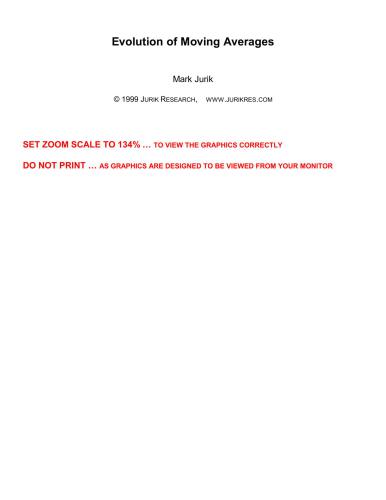 Evolution of Moving Averages
Mark Jurik
© 1999 JURIK RESEARCH, WWW.JURIKRES.COM
SET ZOOM SCALE TO 134% … TO VIEW THE GRAPHICS CORRECTLY
DO NOT PRINT … AS GRAPHICS ARE DESIGNED TO BE VIEWED FROM YOUR MONITOR